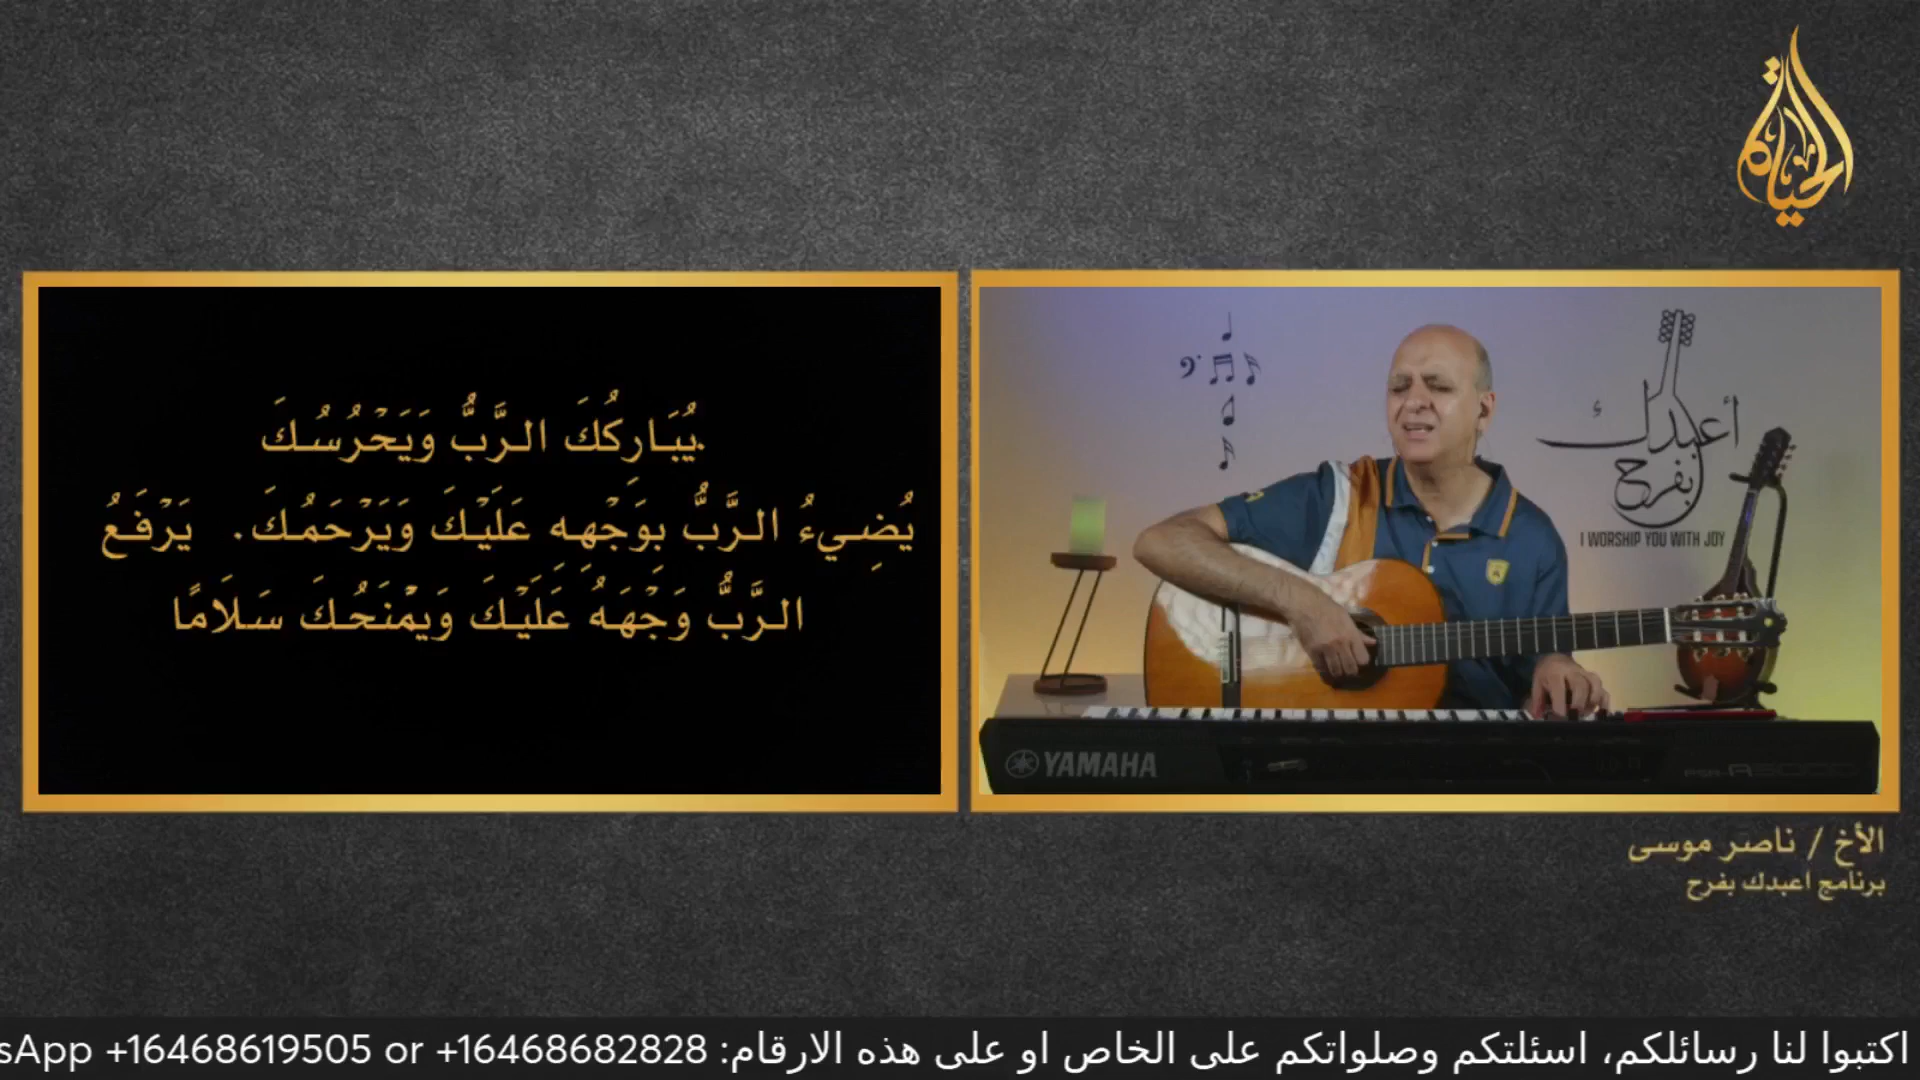 الحياة
يُبَارِكُكَ الرَّبُّ وَيَحْرُسُكَ.
يُضِيءُ الرَّبُّ بِوَجْهِهِ عَلَيْكَ وَيَرْحَمُكَ. يَرْفَعُ
الرَّبُّ وَجْهَهُ عَلَيْكَ وَيَمْنَحُكَ سَلَامًا
أعبدك
بفرح
I WORSHIP YOU WITH JOY
YAMAHA
الأخ / ناصر موسى
برنامج اعبدك بفرح
اكتبوا لنا رسائلكم، اسئلتكم وصلواتكم على الخاص او على هذه الارقام: sApp +16468619505 or +16468682828